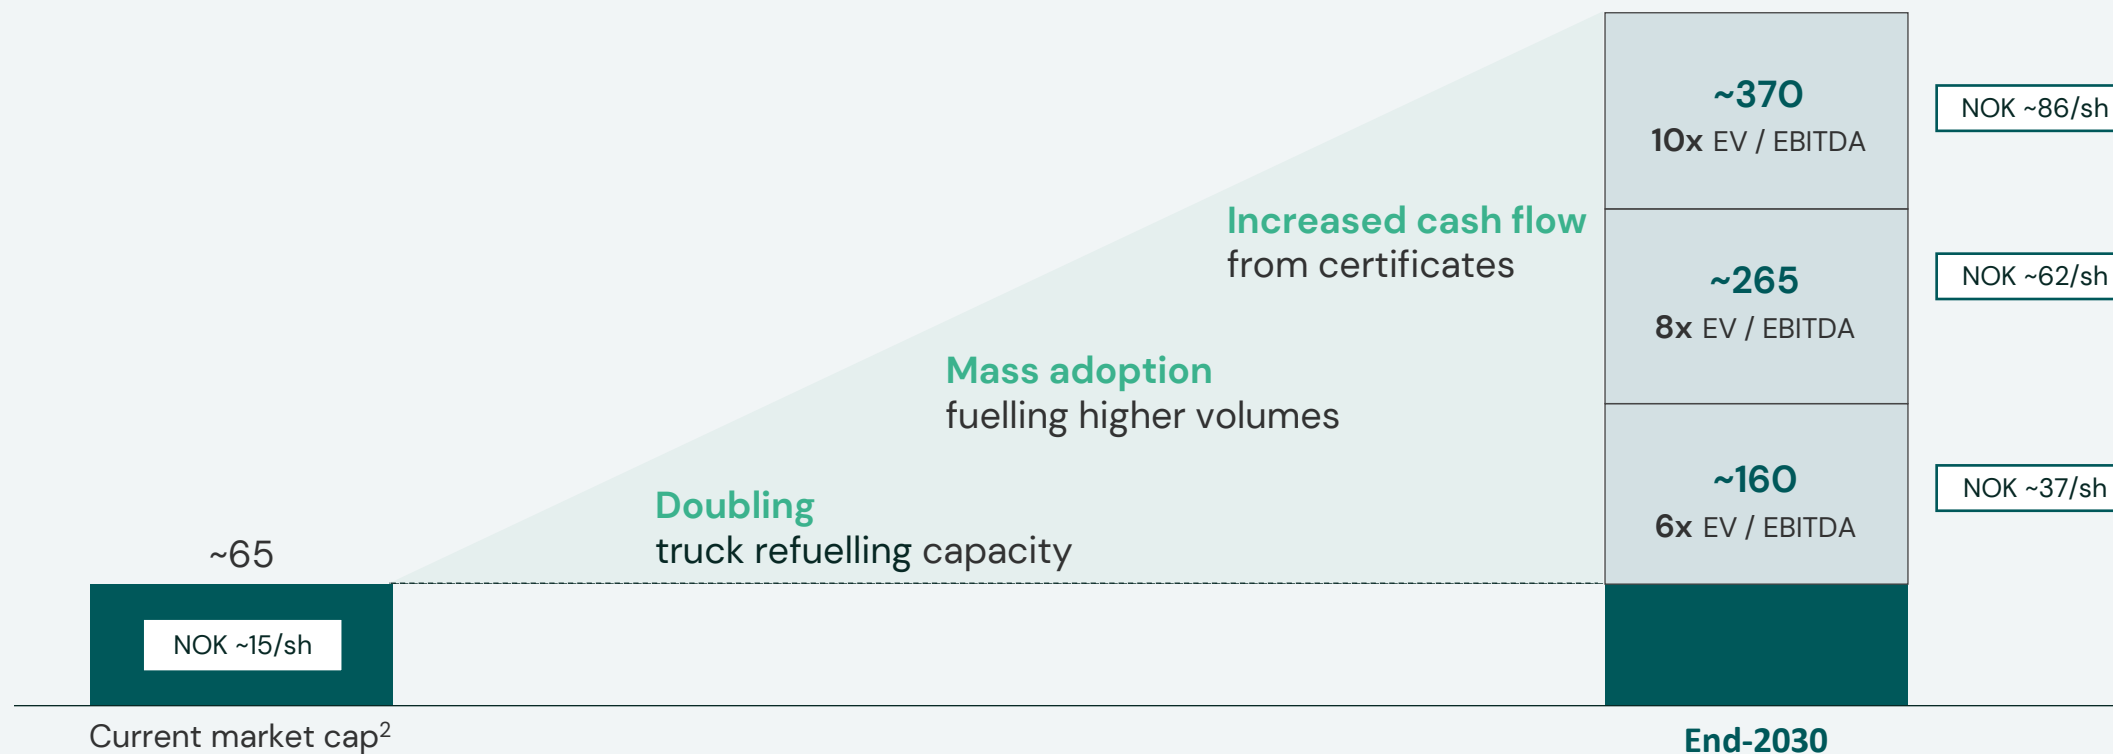 ~370
10x EV / EBITDA
NOK ~86/sh
Increased cash flow
from certificates
~265
8x EV / EBITDA
NOK ~62/sh
Mass adoption
fuelling higher volumes
~160
6x EV / EBITDA
NOK ~37/sh
Doubling
truck refuelling capacity
~65
NOK ~15/sh
Current market cap²
End-2030